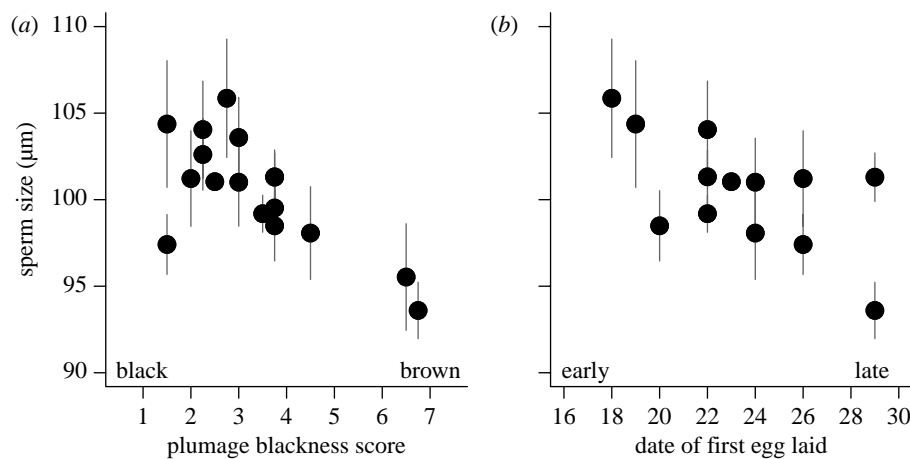 (a)
110
105
100
95
90
sperm size (µm)
black
brown
1 2 3 4 5 6 7
plumage blackness score
(b)
early
late
16 18 20 22 24 26 28 30
date of first egg laid